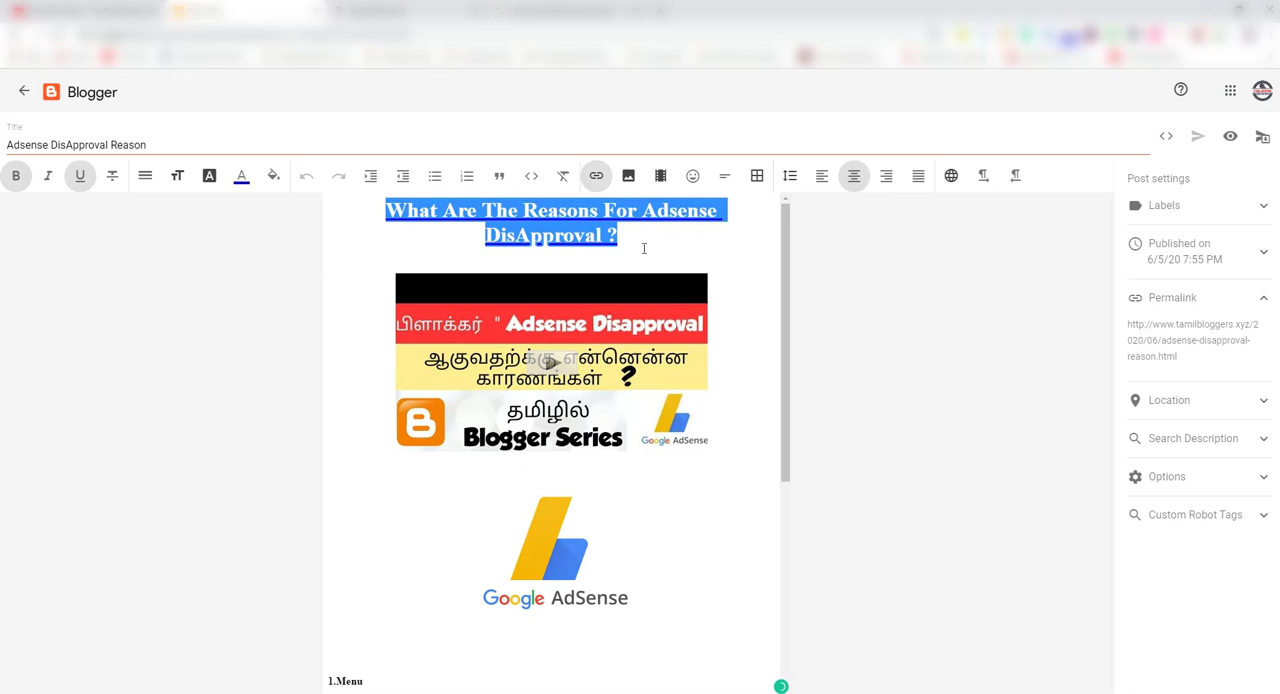 Blogger
Title
Adsense DisApproval Reason
What Are The Reasons For Adsense
DisApproval ?
பிளாக்கர் " Adsense Disapproval
ஆகுவதற்க்கு என்னென்ன
காரணங்கள் ?
தமிழில்
Blogger Series
Google AdSense
Google AdSense
1.Menu
Post settings
Labels
Published on
6/5/20 7:55 PM
Permalink
http://www.tamilbloggers.xyz/2
020/06/adsense-disapproval-
reason.html
Location
Search Description
Options
Custom Robot Tags